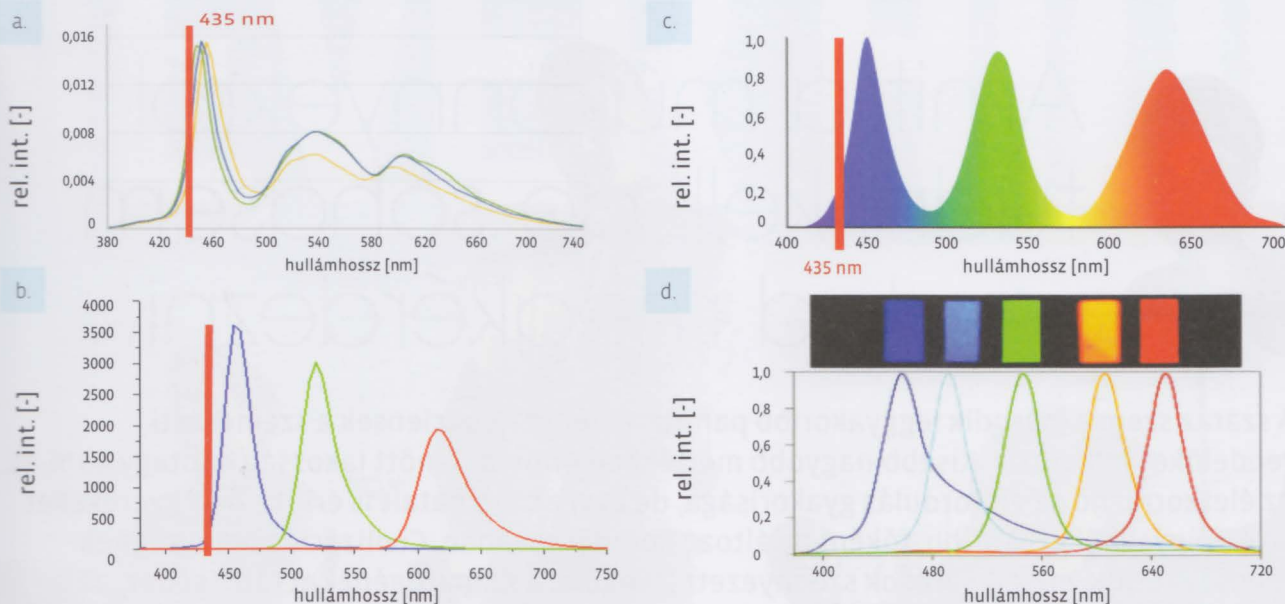 a.
435 nm
rel. int. [-]
0,016
0,012
0,008
0,004
0
380 420 460 500 540 580 620 660 700 740
hullámhossz [nm]
b.
rel. int. [-]
4000
3500
3000
2500
2000
1500
1000
500
0
400 450 500 550 600 650 700 750
hullámhossz [nm]
c.
rel. int. [-]
1,0
0,8
0,6
0,4
0,2
0
400 450 500 550 600 650 700
435 nm
hullámhossz [nm]
d.
rel. int. [-]
1,0
0,8
0,6
0,4
0,2
0
400 480 560 640 720
hullámhossz [nm]